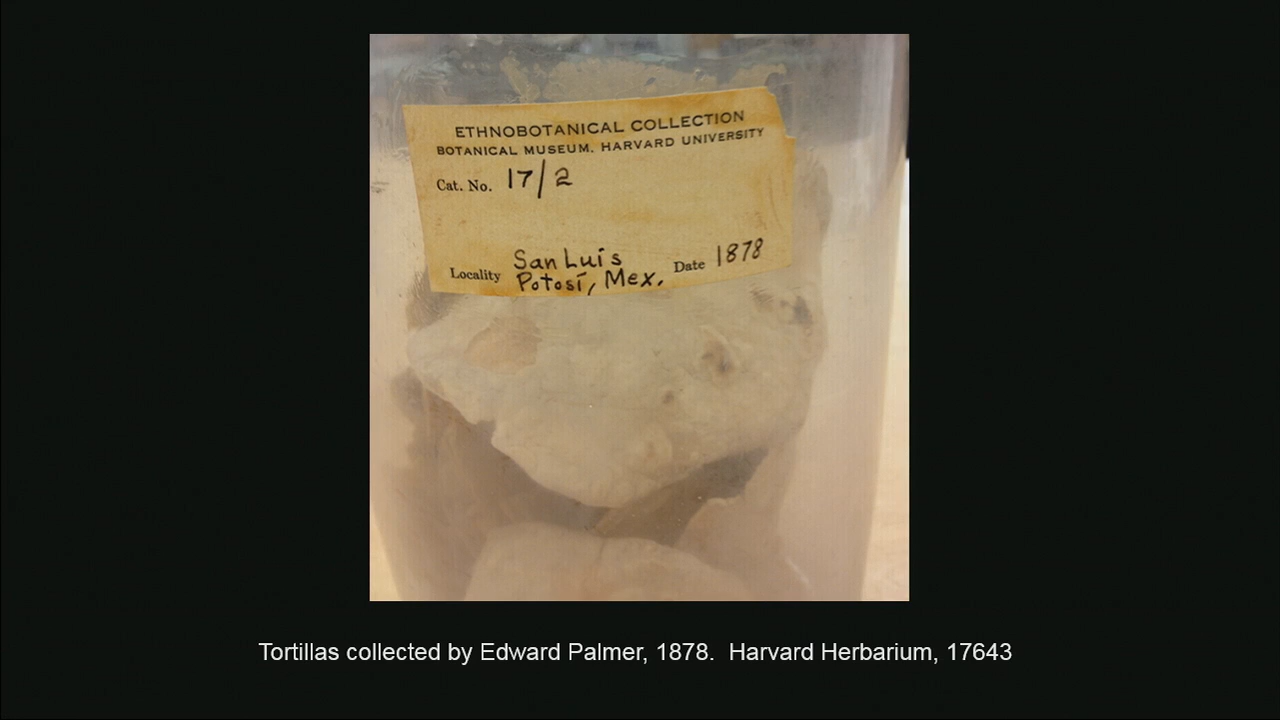 ETHNOBOTANICAL COLLECTION
BOTANICAL MUSEUM, HARVARD UNIVERSITY
Cat. No. 17/2
San Luis
Locality Potosí, Mex. Date 1878
Tortillas collected by Edward Palmer, 1878. Harvard Herbarium, 17643